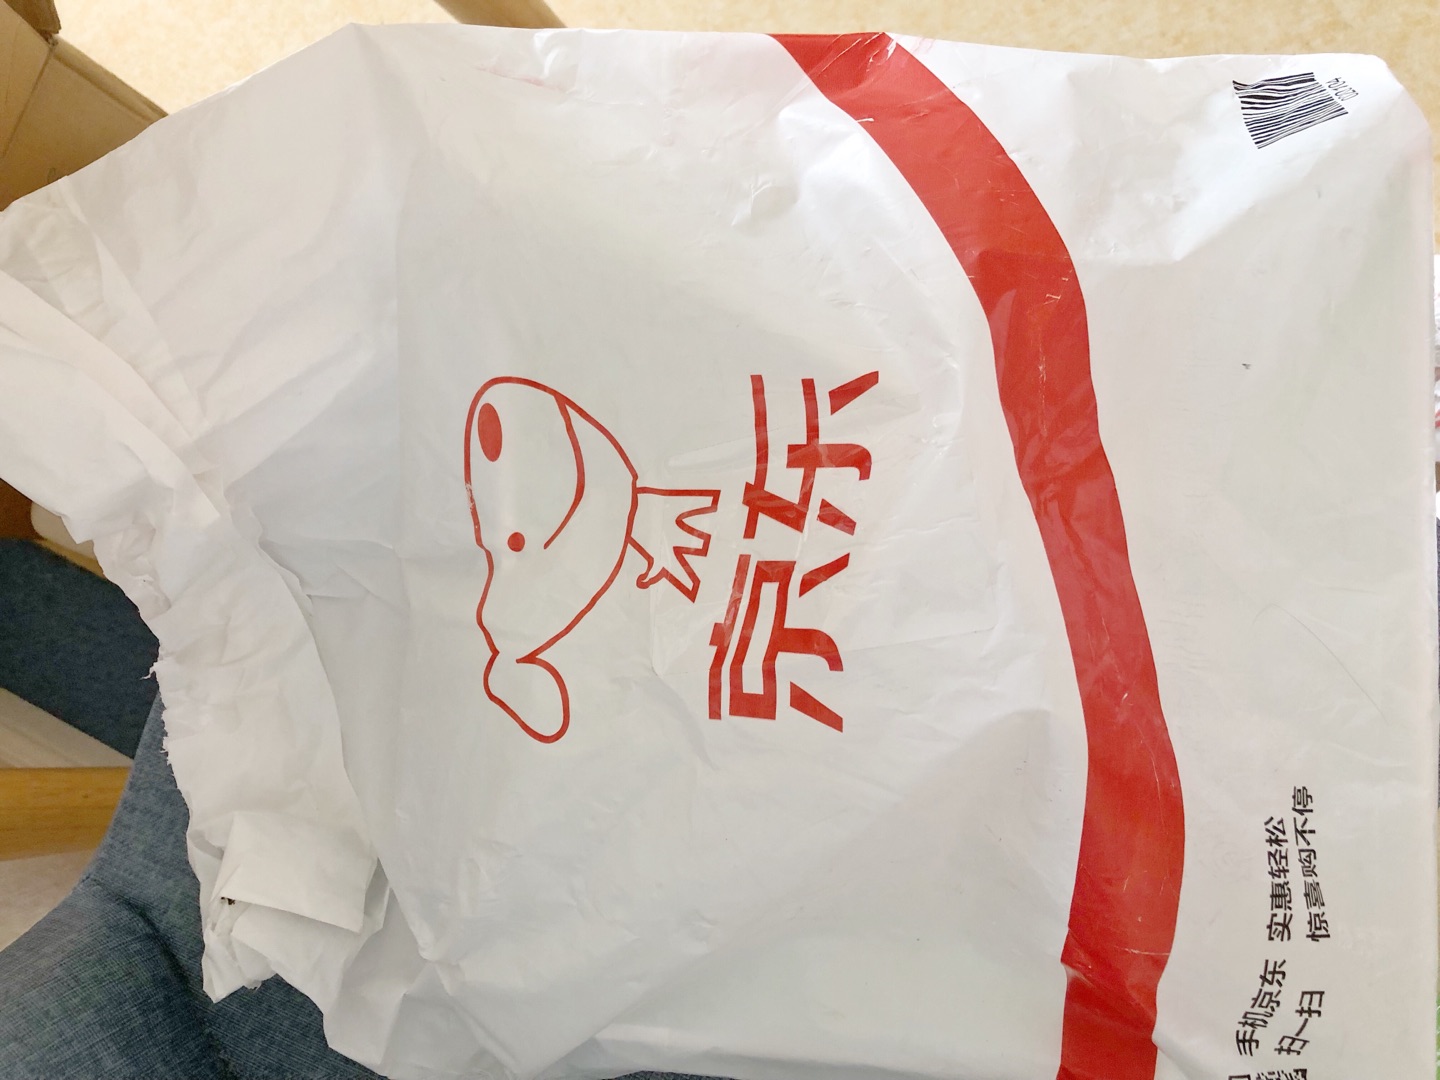 京东
手机京东 实惠轻松
扫一扫 惊喜购不停